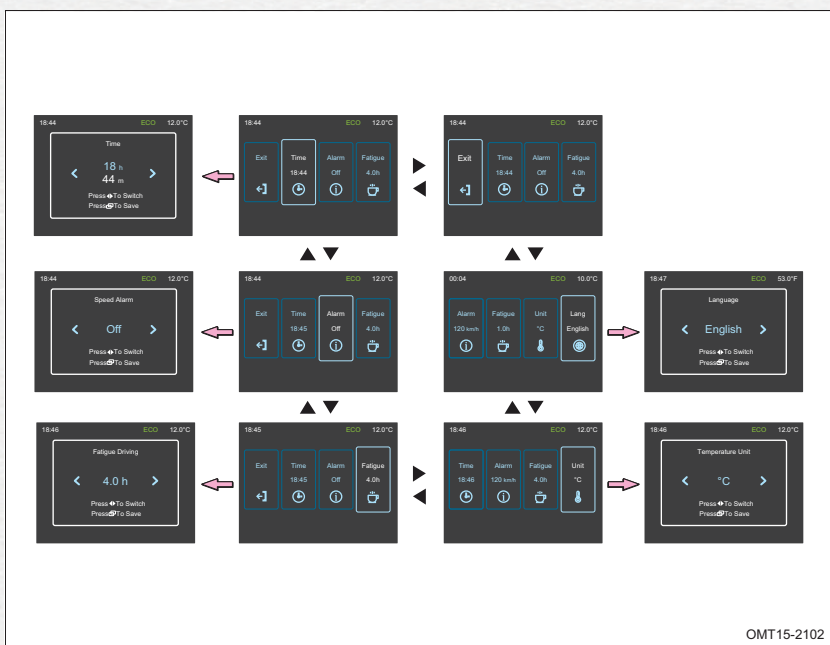 18:44 ECO 12.0°C
Time
18 h
44 m
Press To Switch
Press To Save
18:44 ECO 12.0°C
Exit Time Alarm Fatigue
18:44 Off 4.0h
18:44 ECO 12.0°C
Exit Time Alarm Fatigue
18:44 Off 4.0h
18:44 ECO 12.0°C
Speed Alarm
Off
Press To Switch
Press To Save
18:44 ECO 12.0°C
Exit Time Alarm Fatigue
18:45 Off 4.0h
00:04 ECO 10.0°C
Alarm Fatigue Unit Lang
120 km/h 1.0h °C English
18:47 ECO 53.0°F
Language
English
Press To Switch
Press To Save
18:46 ECO 12.0°C
Fatigue Driving
4.0 h
Press To Switch
Press To Save
18:45 ECO 12.0°C
Exit Time Alarm Fatigue
18:45 Off 4.0h
18:46 ECO 12.0°C
Time Alarm Fatigue Unit
18:46 120 km/h 4.0h °C
18:46 ECO 12.0°C
Temperature Unit
°C
Press To Switch
Press To Save
OMT15-2102